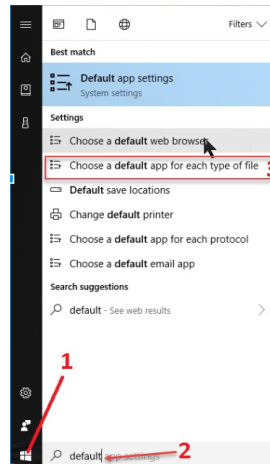 Filters
Best match
Default app settings
System settings
Settings
Choose a default web browser
Choose a default app for each type of file
3
Default save locations
Change default printer
Choose a default app for each protocol
Choose a default email app
Search suggestions
default - See web results
1
default app settings
2